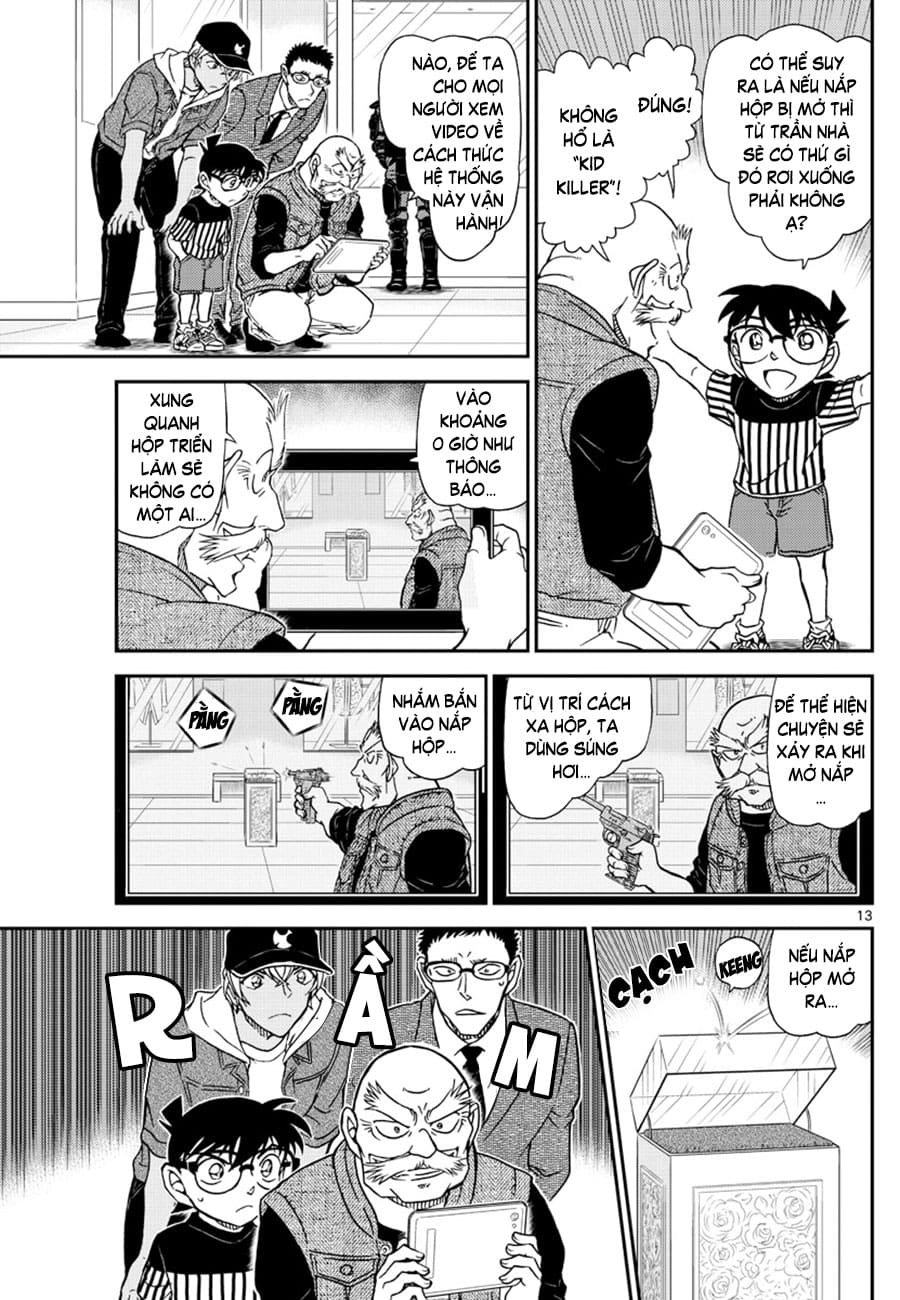 CÓ THỂ SUY
RA LÀ NẾU NẮP
HỘP BỊ MỞ THÌ
TỪ TRẦN NHÀ
SẼ CÓ THỨ GÌ
ĐÓ RƠI XUỐNG
PHẢI KHÔNG
Ạ?
ĐÚNG!
KHÔNG
HỔ LÀ
"KID
KILLER"!
NÀO, ĐỂ TA
CHO MỌI
NGƯỜI XEM
VIDEO VỀ
CÁCH THỨC
HỆ THỐNG
NÀY VẬN
HÀNH!
VÀO
KHOẢNG
0 GIỜ NHƯ
THÔNG
BÁO...
XUNG
QUANH
HỘP TRIỂN
LÃM SẼ
KHÔNG CÓ
MỘT AI...
ĐỂ THỂ HIỆN
CHUYỆN SẼ
XẢY RA KHI
MỞ NẮP
...
TỪ VỊ TRÍ CÁCH
XA HỘP, TA
DÙNG SÚNG
HƠI...
NHẮM BẮN
VÀO NẮP
HỘP...
PẰNG
PẰNG
13
NẾU NẮP
HỘP MỞ
RA...
KEENG
CẠCH
RẦM